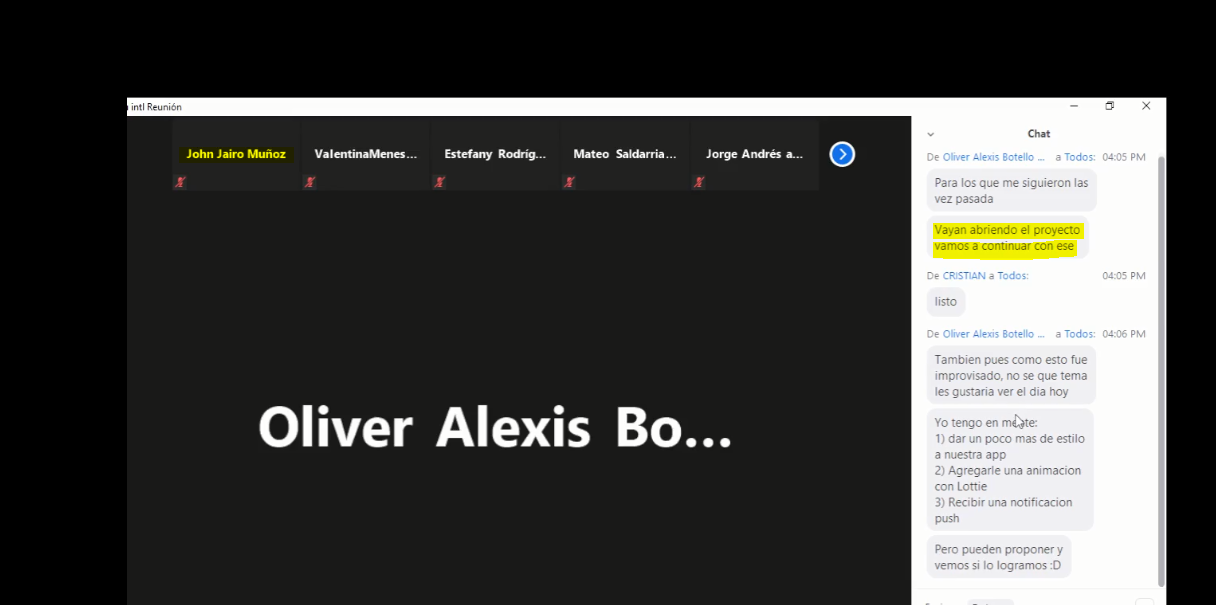 intl Reunión
John Jairo Muñoz
ValentinaMenes...
Estefany Rodríg...
Mateo Saldarria...
Jorge Andrés a...
Oliver Alexis Bo...
Chat
De Oliver Alexis Botello ... a Todos: 04:05 PM
Para los que me siguieron las
vez pasada
Vayan abriendo el proyecto
vamos a continuar con ese
De CRISTIAN a Todos: 04:05 PM
listo
De Oliver Alexis Botello ... a Todos: 04:06 PM
Tambien pues como esto fue
improvisado, no se que tema
les gustaria ver el dia hoy
Yo tengo en mente:
1) dar un poco mas de estilo
a nuestra app
2) Agregarle una animacion
con Lottie
3) Recibir una notificacion
push
Pero pueden proponer y
vemos si lo logramos :D